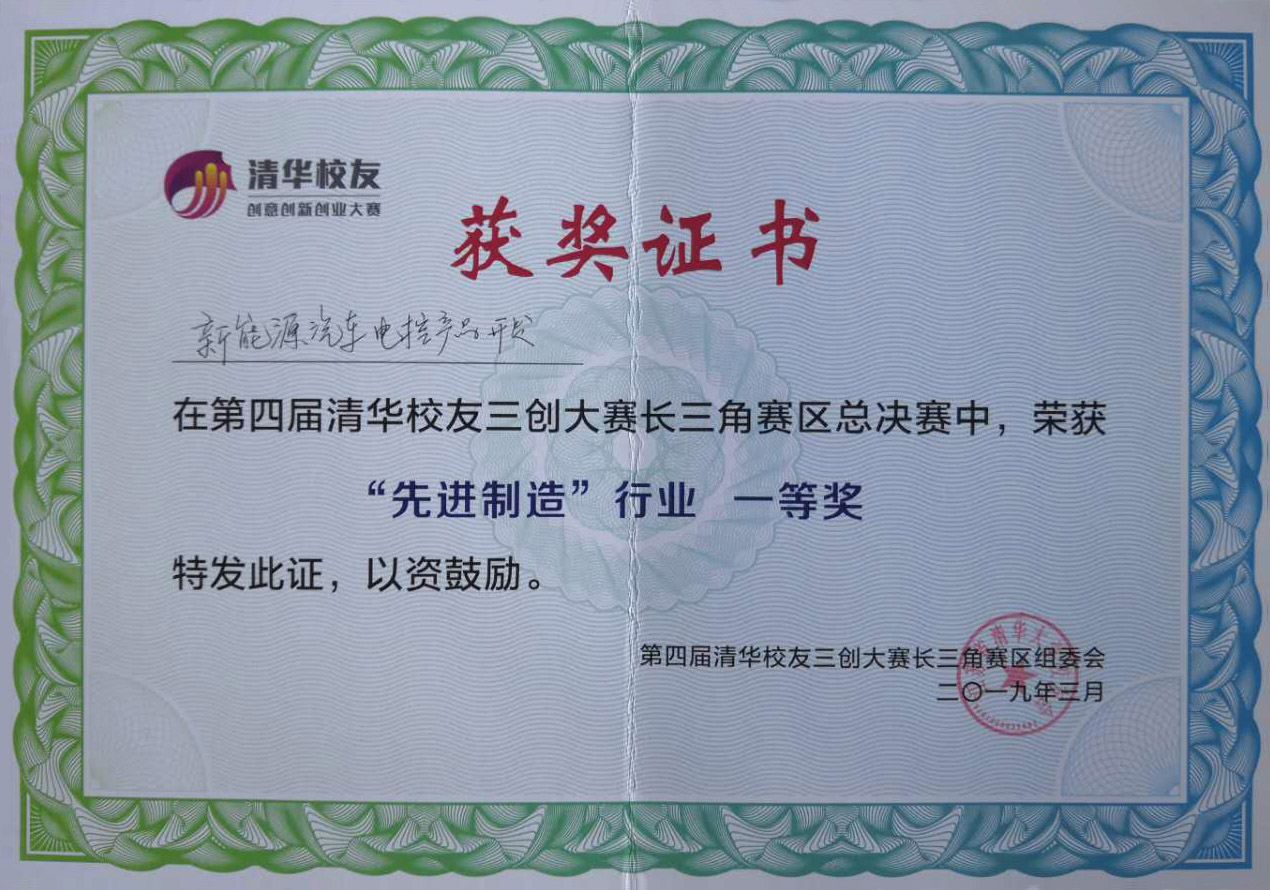 清华校友
创意创新创业大赛
获奖证书
新能源汽车电控产品开发
在第四届清华校友三创大赛长三角赛区总决赛中，荣获
“先进制造”行业 一等奖
特发此证，以资鼓励。
第四届清华校友三创大赛长三角赛区组委会
二〇一九年三月